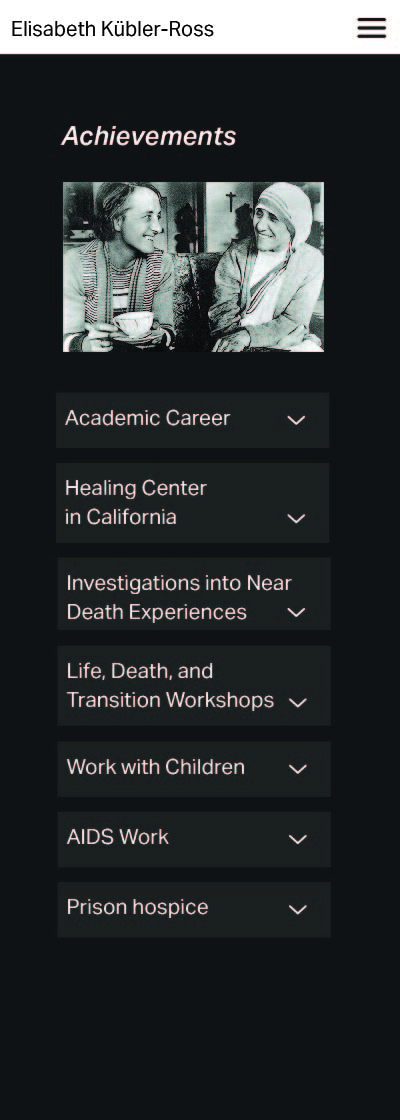 Elisabeth Kübler-Ross
Achievements
Academic Career
Healing Center
in California
Investigations into Near
Death Experiences
Life, Death, and
Transition Workshops
Work with Children
AIDS Work
Prison hospice